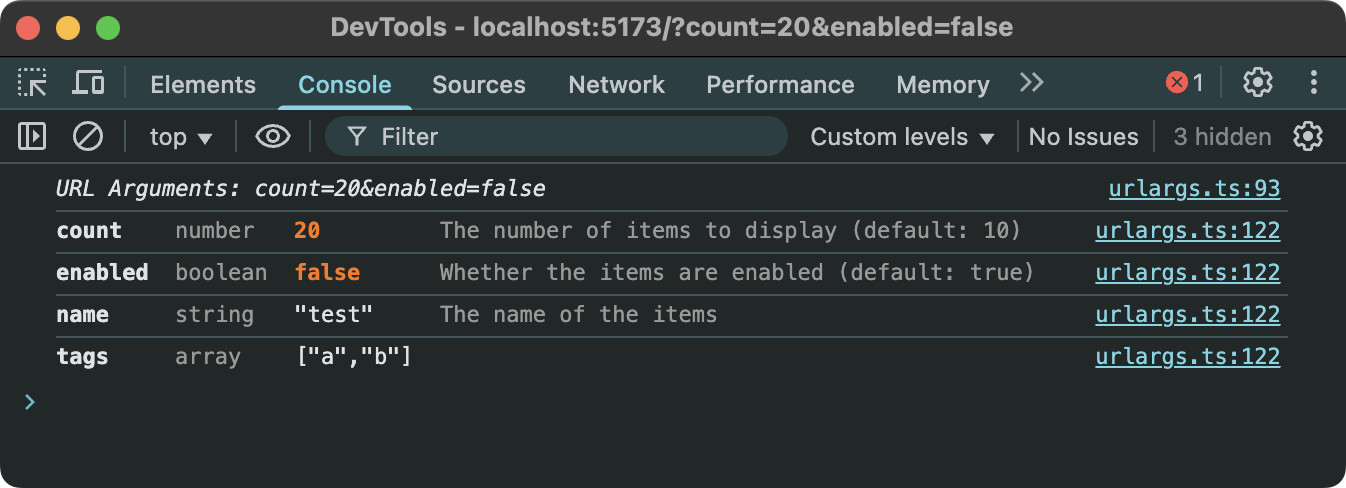 DevTools - localhost:5173/?count=20&enabled=false
Elements Console Sources Network Performance Memory 1
top Filter Custom levels No Issues 3 hidden
URL Arguments: count=20&enabled=false urlargs.ts:93
count number 20 The number of items to display (default: 10) urlargs.ts:122
enabled boolean false Whether the items are enabled (default: true) urlargs.ts:122
name string "test" The name of the items urlargs.ts:122
tags array ["a","b"] urlargs.ts:122